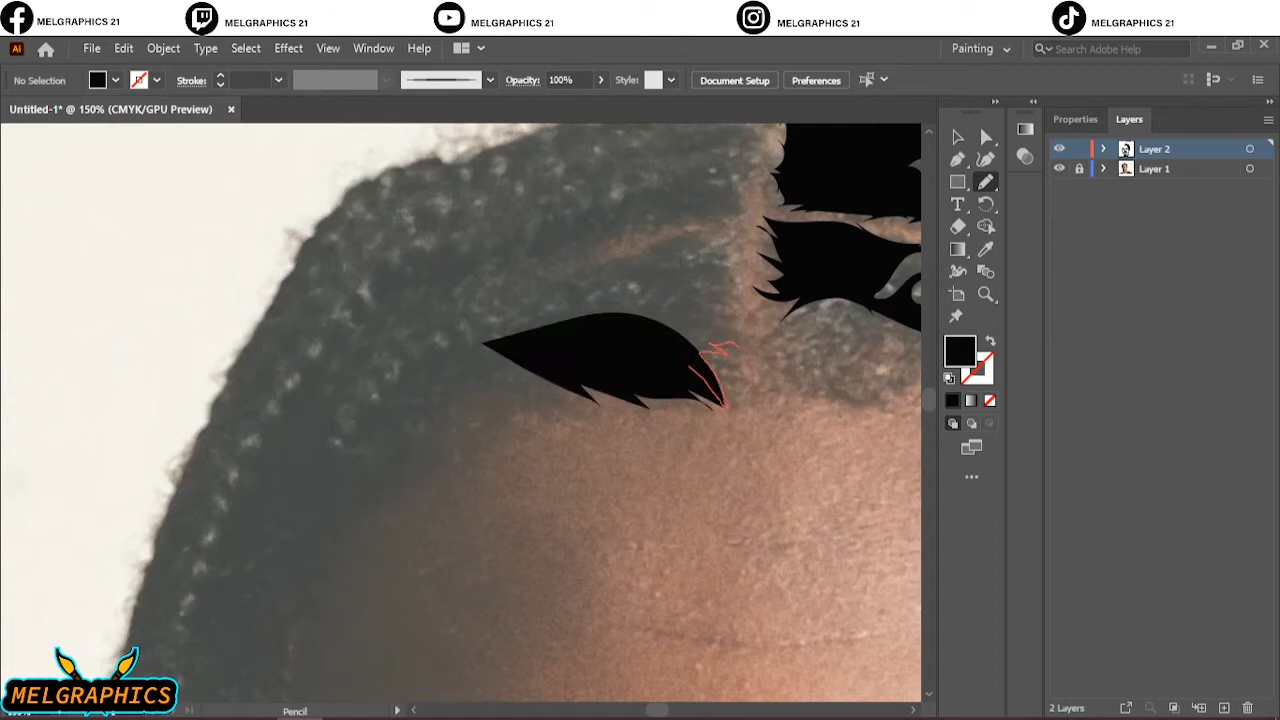 MELGRAPHICS 21 MELGRAPHICS 21 MELGRAPHICS 21 MELGRAPHICS 21 MELGRAPHICS 21
Ai File Edit Object Type Select Effect View Window Help Painting Search Adobe Help
No Selection Stroke: Opacity: 100% Style: Document Setup Preferences
Untitled-1* @ 150% (CMYK/GPU Preview)
Properties Layers
Layer 2
Layer 1
MELGRAPHICS
Pencil
2 Layers